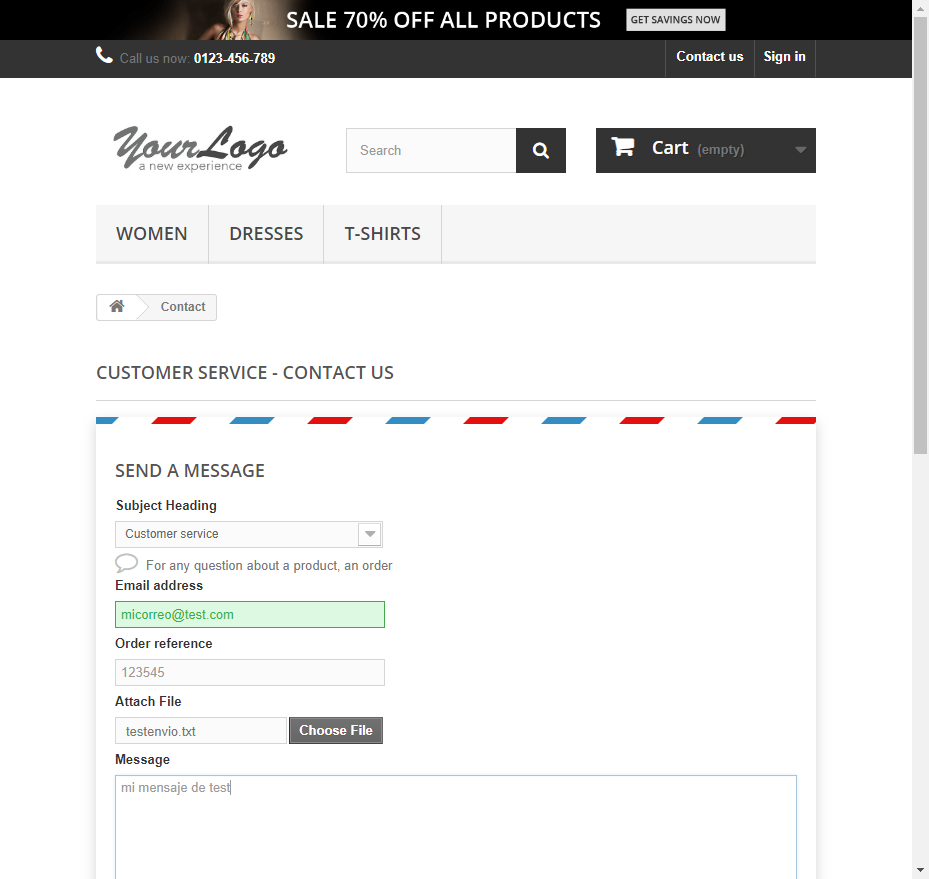 SALE 70% OFF ALL PRODUCTS GET SAVINGS NOW
Call us now: 0123-456-789 Contact us Sign in
YourLogo
a new experience
Search
Cart (empty)
WOMEN DRESSES T-SHIRTS
Contact
CUSTOMER SERVICE - CONTACT US
SEND A MESSAGE
Subject Heading
Customer service
For any question about a product, an order
Email address
micorreo@test.com
Order reference
123545
Attach File
testenvio.txt Choose File
Message
mi mensaje de test